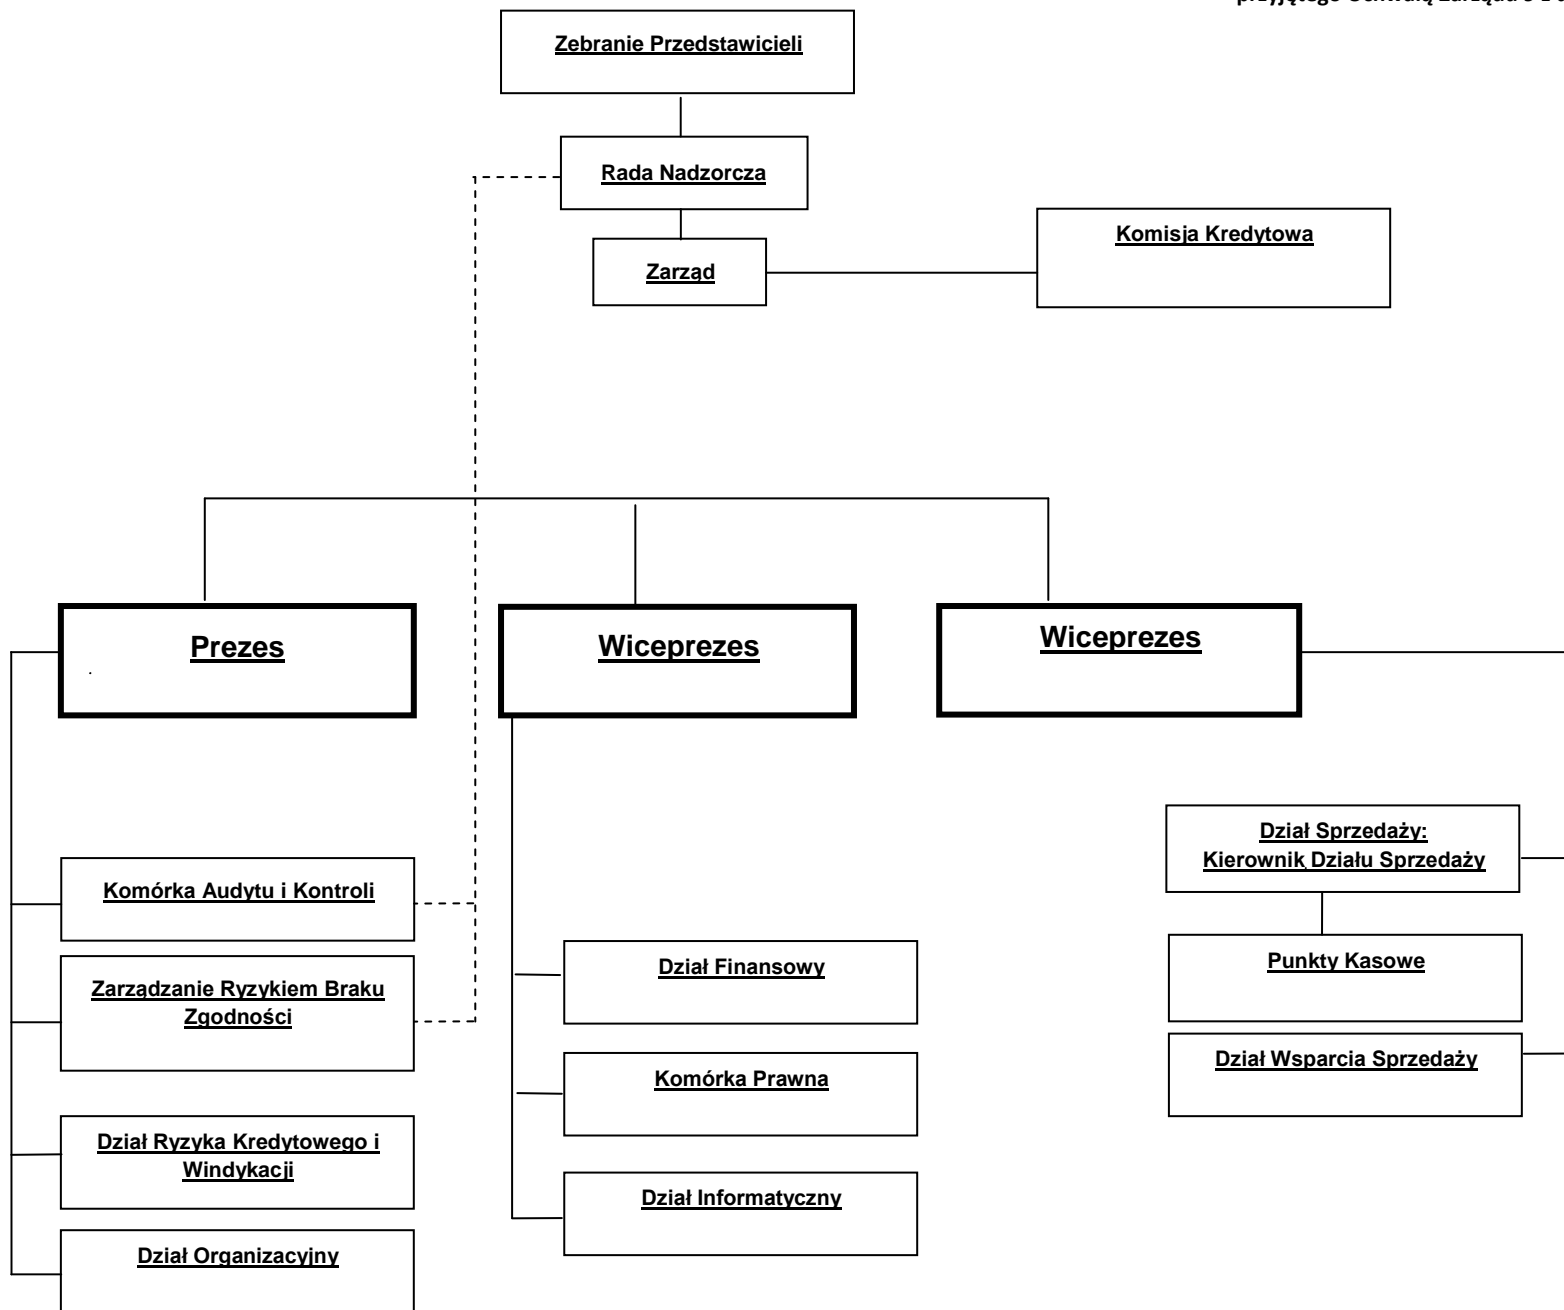 Zebranie Przedstawicieli
Rada Nadzorcza
Zarząd
Komisja Kredytowa
Prezes
.
Wiceprezes
Wiceprezes
Komórka Audytu i Kontroli
Zarządzanie Ryzykiem Braku
Zgodności
Dział Ryzyka Kredytowego i
Windykacji
Dział Organizacyjny
Dział Finansowy
Komórka Prawna
Dział Informatyczny
Dział Sprzedaży:
Kierownik Działu Sprzedaży
Punkty Kasowe
Dział Wsparcia Sprzedaży